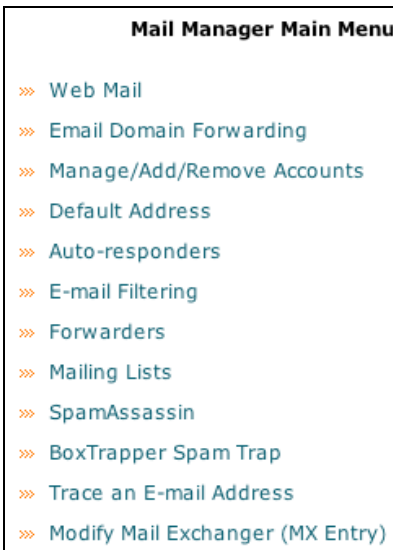 Mail Manager Main Menu
Web Mail
Email Domain Forwarding
Manage/Add/Remove Accounts
Default Address
Auto-responders
E-mail Filtering
Forwarders
Mailing Lists
SpamAssassin
BoxTrapper Spam Trap
Trace an E-mail Address
Modify Mail Exchanger (MX Entry)